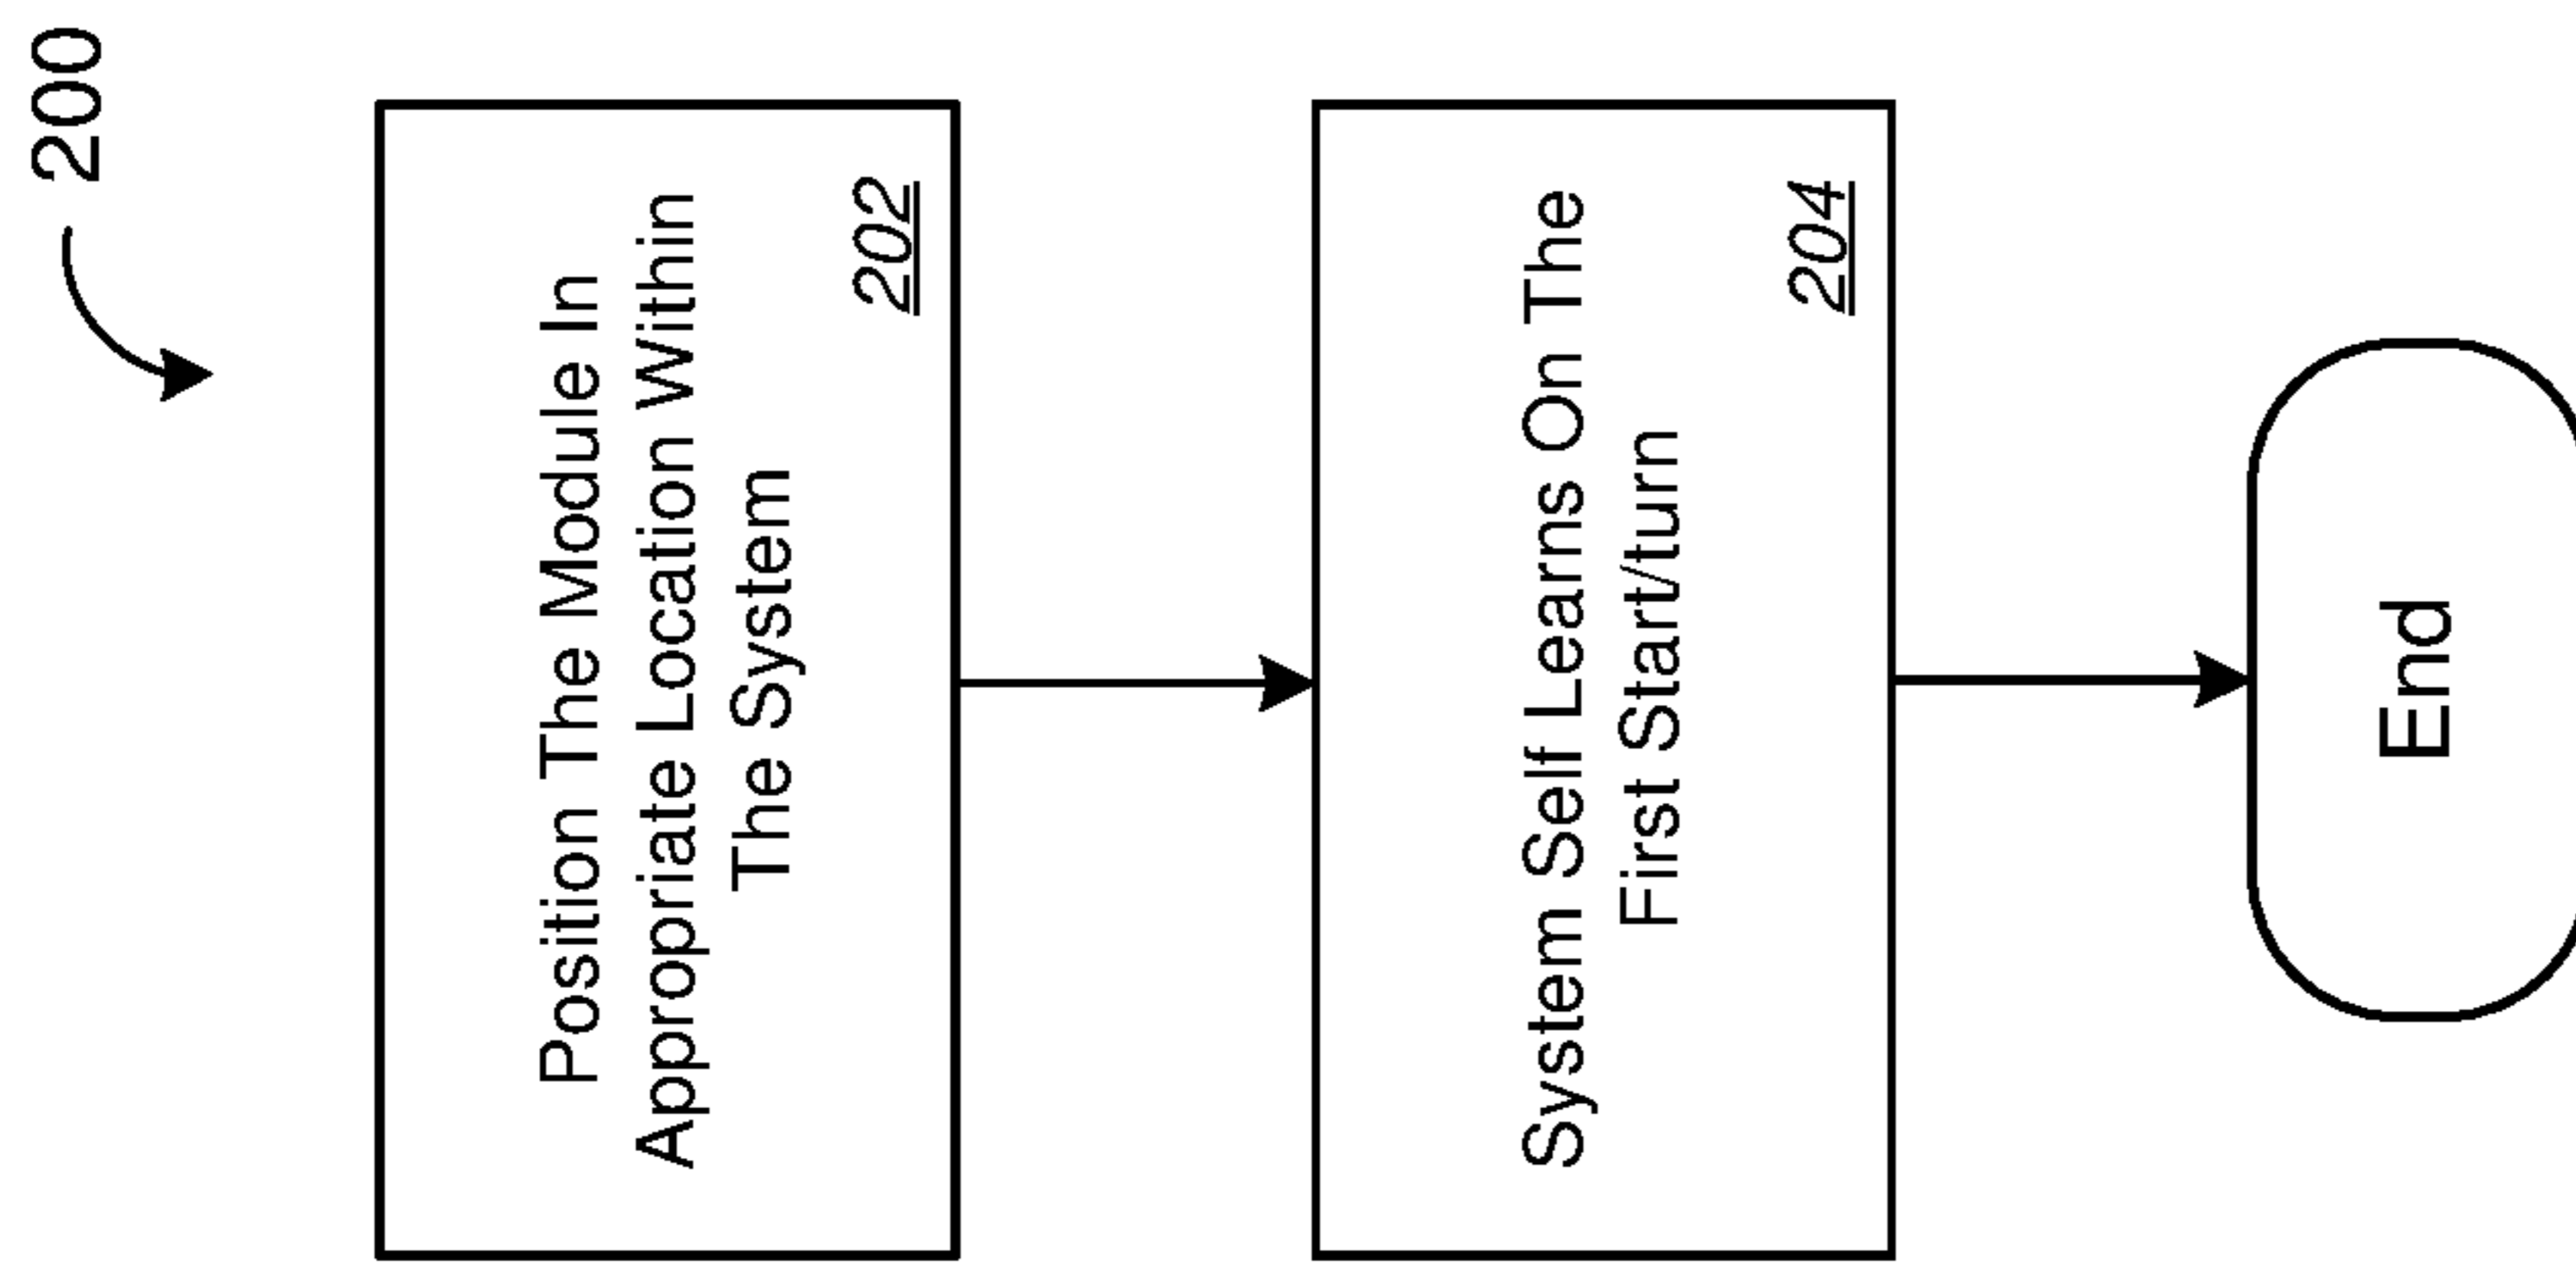 200
Position The Module In
Appropriate Location Within
The System
202
System Self Learns On The
First Start/turn
204
End